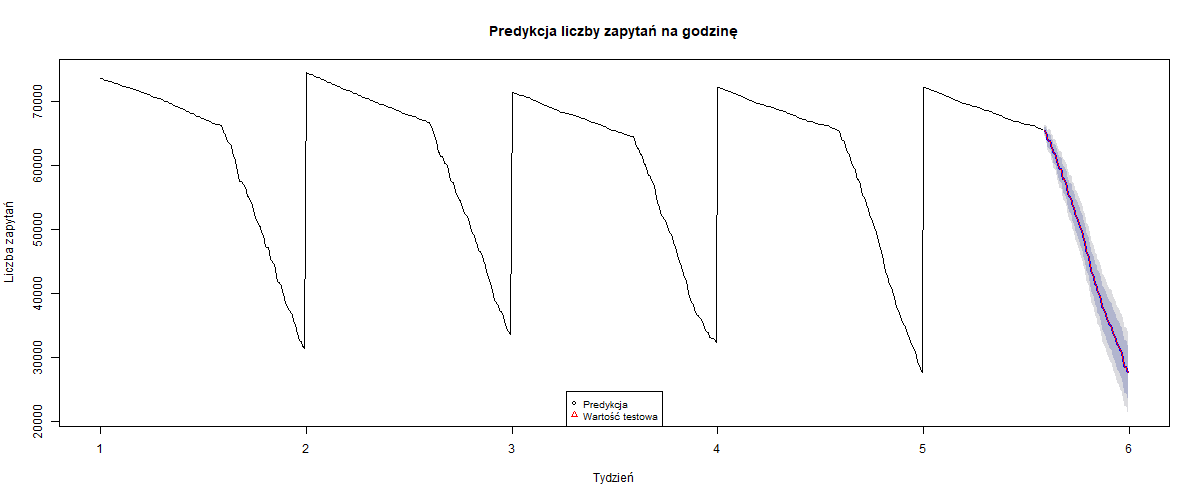 Predykcja liczby zapytań na godzinę
Liczba zapytań
70000
60000
50000
40000
30000
20000
Predykcja
Wartość testowa
1 2 3 4 5 6
Tydzień